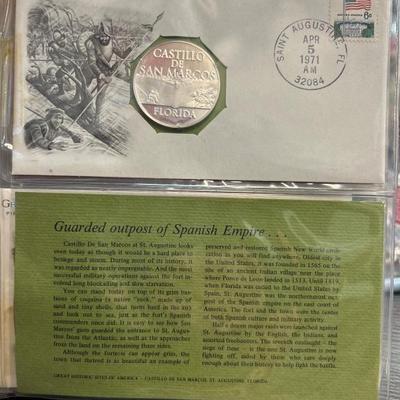 CASTILLO
DE
SAN MARCOS
FLORIDA
SAINT AUGUSTINE, FL
APR
5
1971
AM
32084
6c
Guarded outpost of Spanish Empire . . .
Castillo De San Marcos at St. Augustine looks
even today as though it would be a hard place to
besiege and storm. During most of its history, it
was regarded as nearly impregnable. And the most
successful military operations against the fort in-
volved long blockading and slow starvation.
You can stand today on top of its gun bas-
tions of coquina (a native "rock," made up of
sand and tiny shells, that turns hard in the air)
and look out to sea, just as the fort's Spanish
commanders once did. It is easy to see how San
Marcos' guns guarded the entrance to St. Augus-
tine from the Atlantic, as well as the approaches
from the land on the remaining three sides.
Although the fortress can appear grim, the
town that thrived is an example of
preserved and restored Spanish New World archi-
cation as you will find anywhere. Oldest city in
the United States, it was founded in 1565 on the
site of an ancient Indian village near the place
where Ponce de Leon landed in 1513. Until 1819,
when Florida was ceded to the United States by
Spain, St. Augustine was the northernmost out-
post of the Spanish empire on the east coast of
America. The fort and the town were the center
of both Spanish culture and military activity.
Half a dozen major raids were launched against
St. Augustine by the English, the Indians and
assorted freebooters. The seventh onslaught - the
siege of time - is the one St. Augustine is now
fighting off, aided by those who care deeply
enough about their history to help fight the battle.
GREAT HISTORIC SITES OF AMERICA - CASTILLO DE SAN MARCOS, ST. AUGUSTINE, FLORIDA